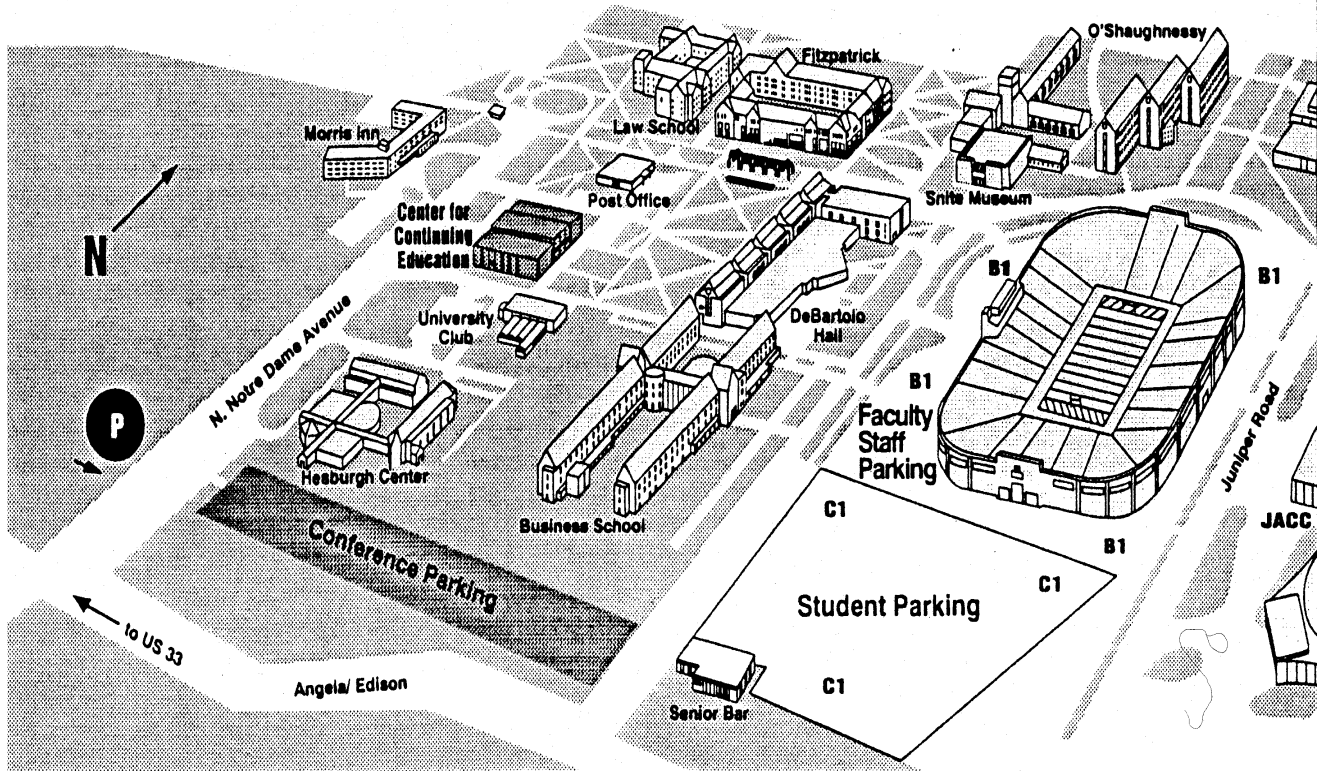 O'Shaughnessy
Fitzpatrick
Morris Inn
Law School
Post Office
Snite Museum
Center for
Continuing
Education
N
B1
B1
N. Notre Dame Avenue
University
Club
DeBartolo
Hall
B1
Faculty
Staff
Parking
P
Juniper Road
Hesburgh Center
Business School
C1
JACC
Conference Parking
B1
C1
Student Parking
to US 33
Angela/ Edison
C1
Senior Bar